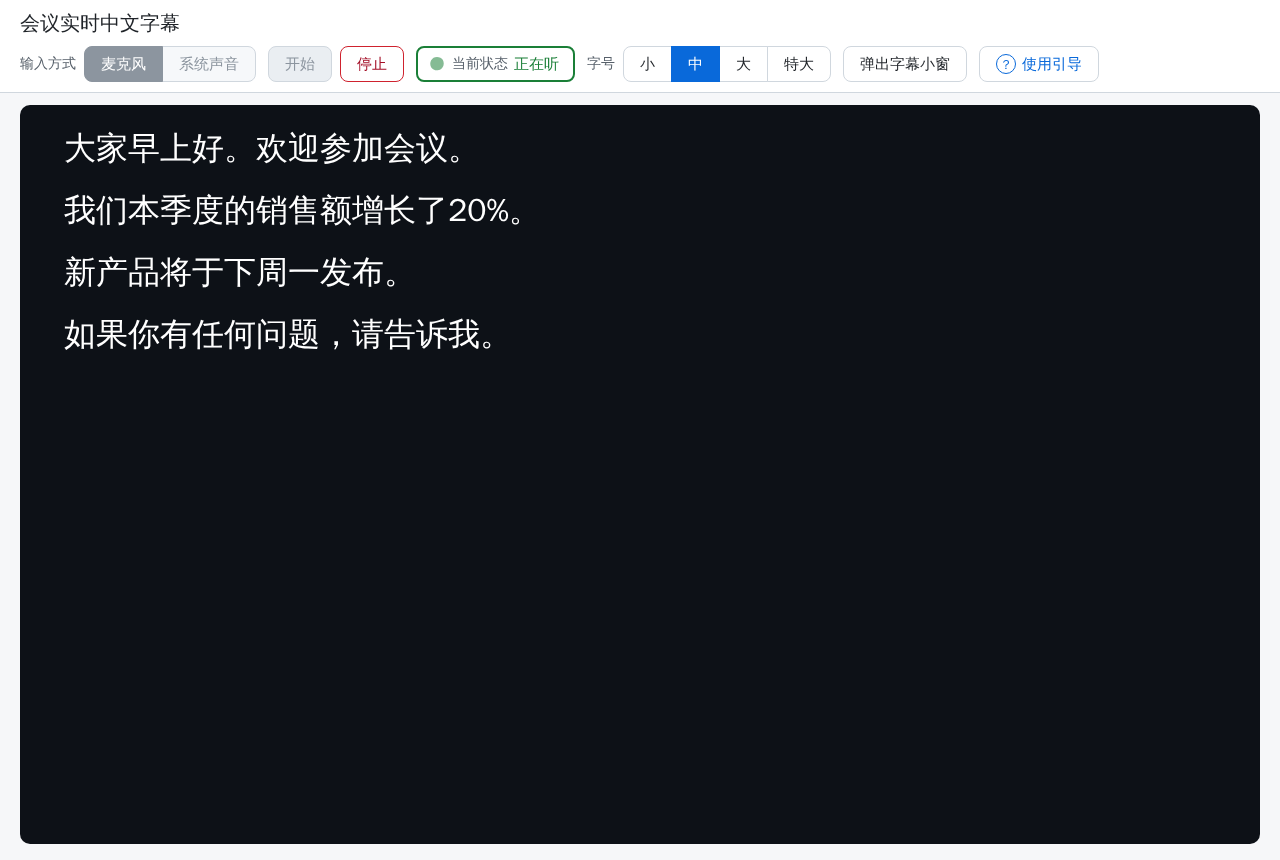 会议实时中文字幕
输入方式 麦克风 系统声音 开始 停止 当前状态 正在听 字号 小 中 大 特大 弹出字幕小窗 ? 使用引导
大家早上好。欢迎参加会议。
我们本季度的销售额增长了20%。
新产品将于下周一发布。
如果你有任何问题，请告诉我。